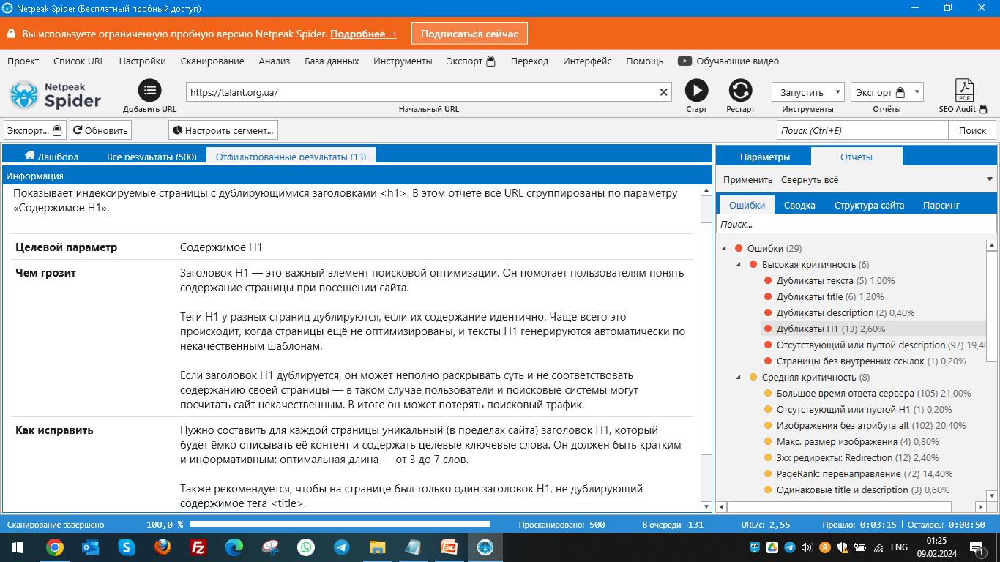 Netpeak Spider (Бесплатный пробный доступ)
Вы используете ограниченную пробную версию Netpeak Spider. Подробнее → Подписаться сейчас
Проект Список URL Настройки Сканирование Анализ База данных Инструменты Экспорт Переход Интерфейс Помощь Обучающие видео
Netpeak
Spider
Добавить URL
https://talant.org.ua/
Начальный URL
Старт
Рестарт
Запустить
Инструменты
Экспорт
Отчёты
PDF
SEO Audit
Экспорт... Обновить Настроить сегмент... Поиск (Ctrl+E) Поиск
Дашборд Все результаты (500) Отфильтрованные результаты (13)
Информация
Показывает индексируемые страницы с дублирующимися заголовками <h1>. В этом отчёте все URL сгруппированы по параметру
«Содержимое H1».
Целевой параметр Содержимое H1
Чем грозит Заголовок H1 — это важный элемент поисковой оптимизации. Он помогает пользователям понять
содержание страницы при посещении сайта.
Теги H1 у разных страниц дублируются, если их содержание идентично. Чаще всего это
происходит, когда страницы ещё не оптимизированы, и тексты H1 генерируются автоматически по
некачественным шаблонам.
Если заголовок H1 дублируется, он может неполно раскрывать суть и не соответствовать
содержанию своей страницы — в таком случае пользователи и поисковые системы могут
посчитать сайт некачественным. В итоге он может потерять поисковый трафик.
Как исправить Нужно составить для каждой страницы уникальный (в пределах сайта) заголовок H1, который
будет ёмко описывать её контент и содержать целевые ключевые слова. Он должен быть кратким
и информативным: оптимальная длина — от 3 до 7 слов.
Также рекомендуется, чтобы на странице был только один заголовок H1, не дублирующий
содержимое тега <title>.
Параметры Отчёты
Применить Свернуть всё
Ошибки Сводка Структура сайта Парсинг
Поиск...
Ошибки (29)
Высокая критичность (6)
Дубликаты текста (5) 1,00%
Дубликаты title (6) 1,20%
Дубликаты description (2) 0,40%
Дубликаты H1 (13) 2,60%
Отсутствующий или пустой description (97) 19,40
Страницы без внутренних ссылок (1) 0,20%
Средняя критичность (8)
Большое время ответа сервера (105) 21,00%
Отсутствующий или пустой H1 (1) 0,20%
Изображения без атрибута alt (102) 20,40%
Макс. размер изображения (4) 0,80%
3xx редиректы: Redirection (12) 2,40%
PageRank: перенаправление (72) 14,40%
Одинаковые title и description (3) 0,60%
Сканирование завершено 100,0 % Просканировано: 500 В очереди: 131 URL/с: 2,55 Прошло: 0:03:15 Осталось: 0:00:50
ENG
01:25
09.02.2024
1